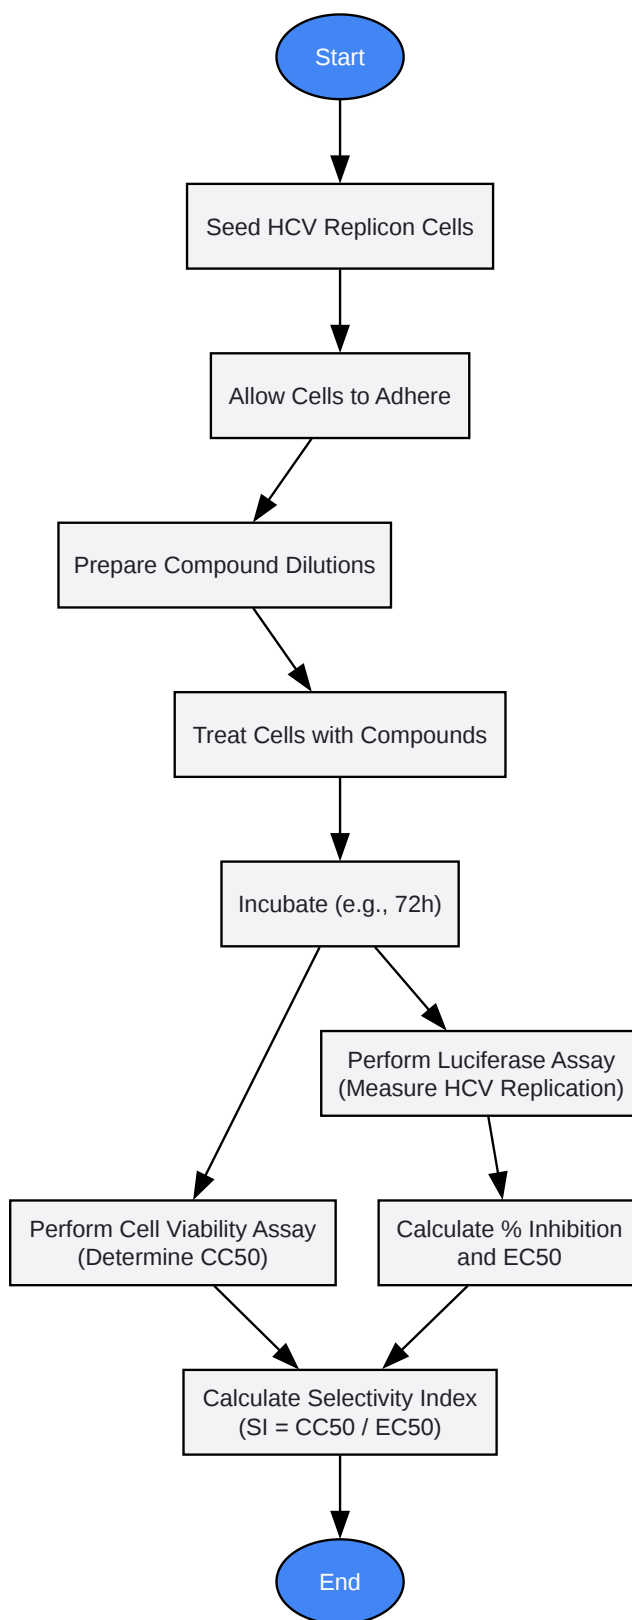 Start
Seed HCV Replicon Cells
Allow Cells to Adhere
Prepare Compound Dilutions
Treat Cells with Compounds
Incubate (e.g., 72h)
Perform Luciferase Assay
(Measure HCV Replication)
Perform Cell Viability Assay
(Determine CC50)
Calculate % Inhibition
and EC50
Calculate Selectivity Index
(SI = CC50 / EC50)
End